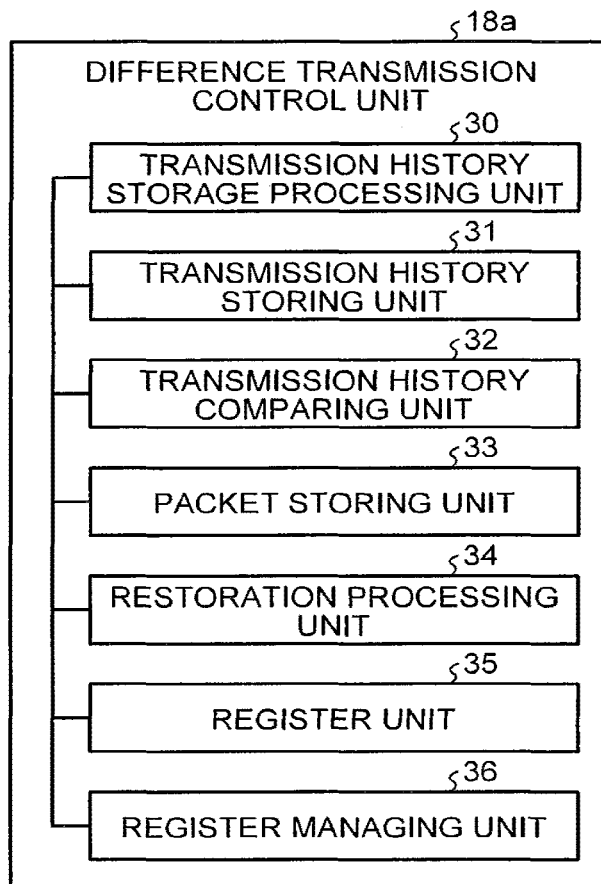 18a
DIFFERENCE TRANSMISSION
CONTROL UNIT
30
TRANSMISSION HISTORY
STORAGE PROCESSING UNIT
31
TRANSMISSION HISTORY
STORING UNIT
32
TRANSMISSION HISTORY
COMPARING UNIT
33
PACKET STORING UNIT
34
RESTORATION PROCESSING
UNIT
35
REGISTER UNIT
36
REGISTER MANAGING UNIT